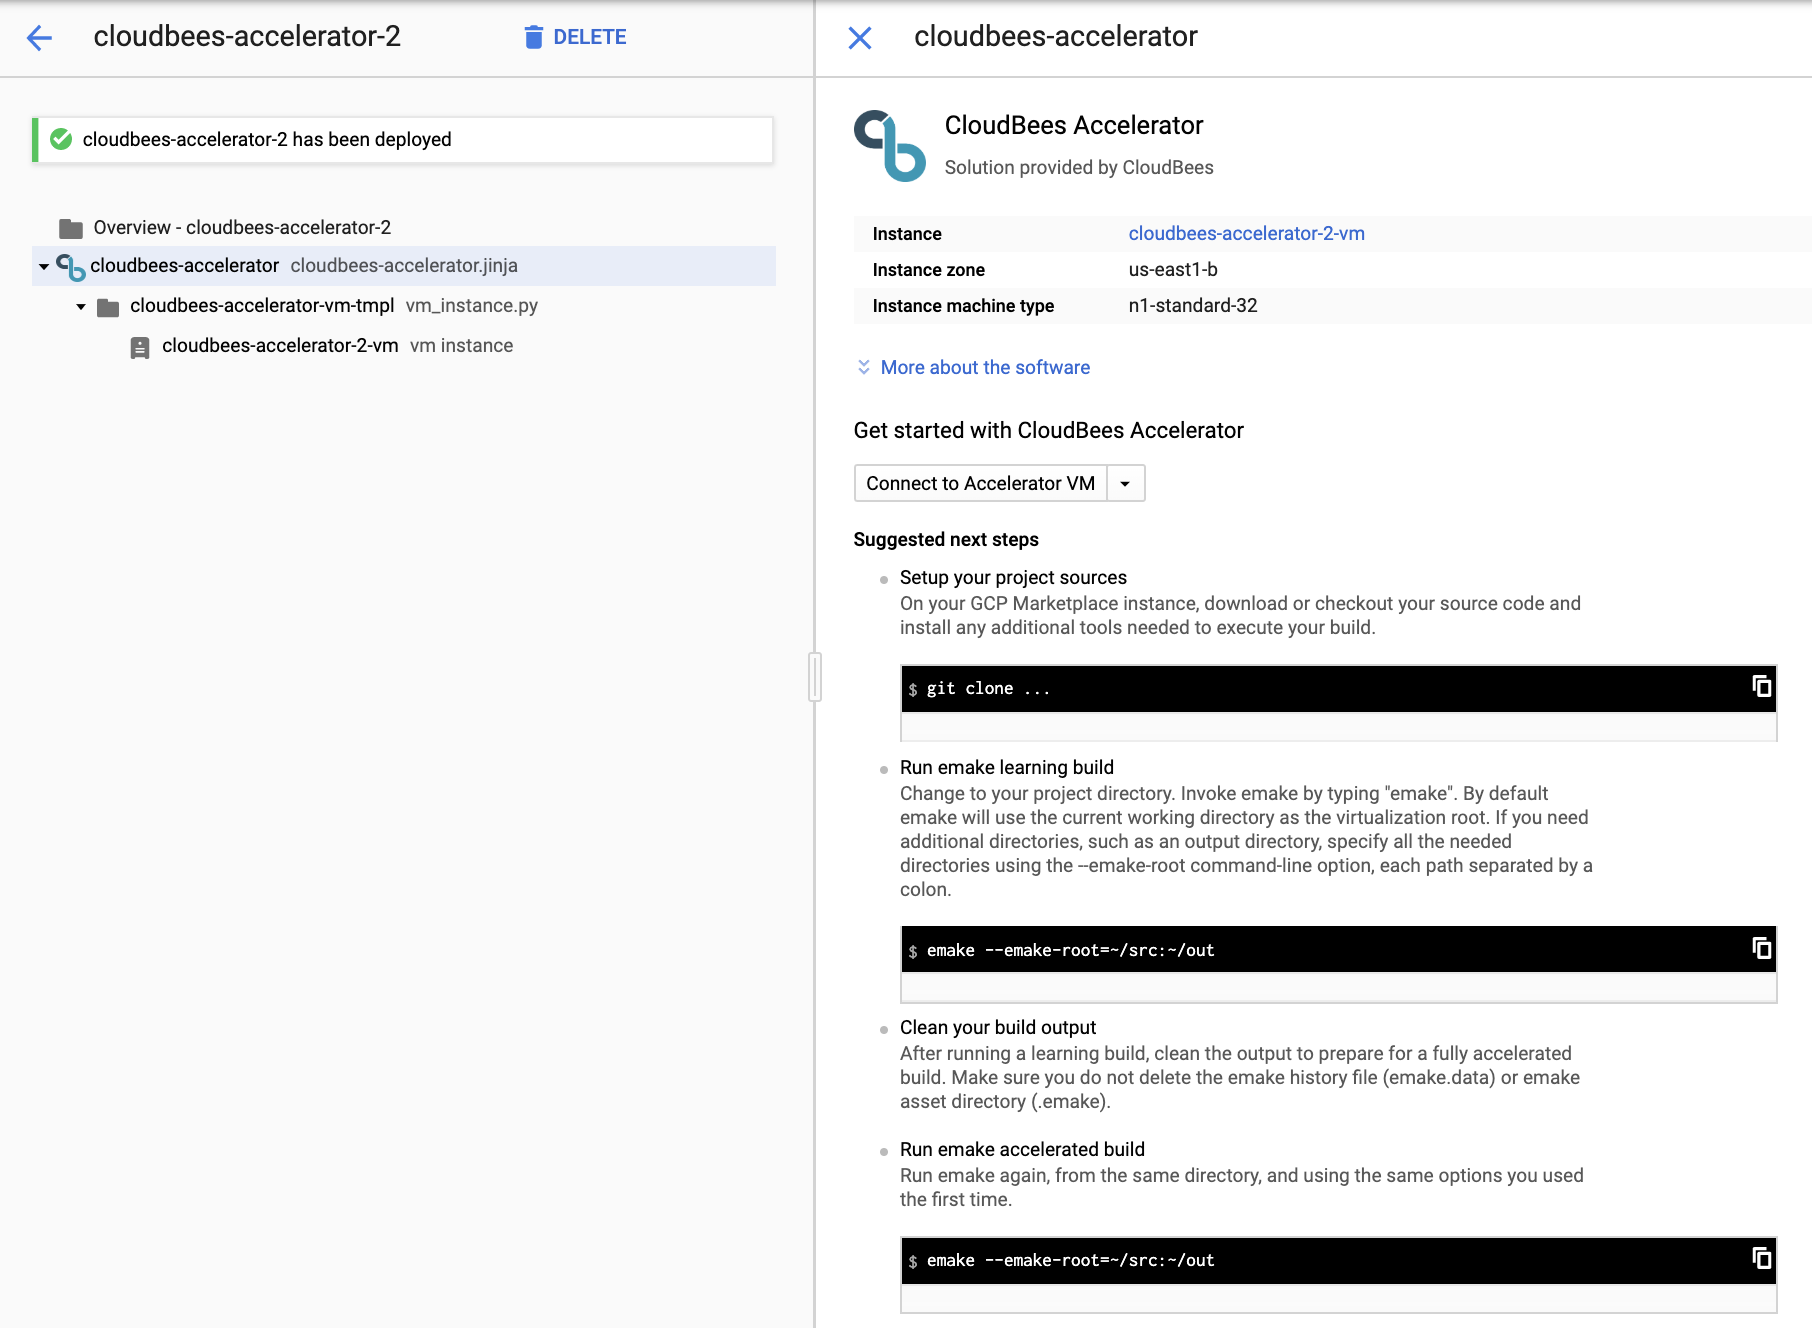 cloudbees-accelerator-2
DELETE
cloudbees-accelerator-2 has been deployed
Overview - cloudbees-accelerator-2
cloudbees-accelerator cloudbees-accelerator.jinja
cloudbees-accelerator-vm-tmpl vm_instance.py
cloudbees-accelerator-2-vm vm instance
cloudbees-accelerator
CloudBees Accelerator
Solution provided by CloudBees
Instance cloudbees-accelerator-2-vm
Instance zone us-east1-b
Instance machine type n1-standard-32
More about the software
Get started with CloudBees Accelerator
Connect to Accelerator VM
Suggested next steps
Setup your project sources
On your GCP Marketplace instance, download or checkout your source code and
install any additional tools needed to execute your build.
$ git clone ...
Run emake learning build
Change to your project directory. Invoke emake by typing "emake". By default
emake will use the current working directory as the virtualization root. If you need
additional directories, such as an output directory, specify all the needed
directories using the --emake-root command-line option, each path separated by a
colon.
$ emake --emake-root=~/src:~/out
Clean your build output
After running a learning build, clean the output to prepare for a fully accelerated
build. Make sure you do not delete the emake history file (emake.data) or emake
asset directory (.emake).
Run emake accelerated build
Run emake again, from the same directory, and using the same options you used
the first time.
$ emake --emake-root=~/src:~/out